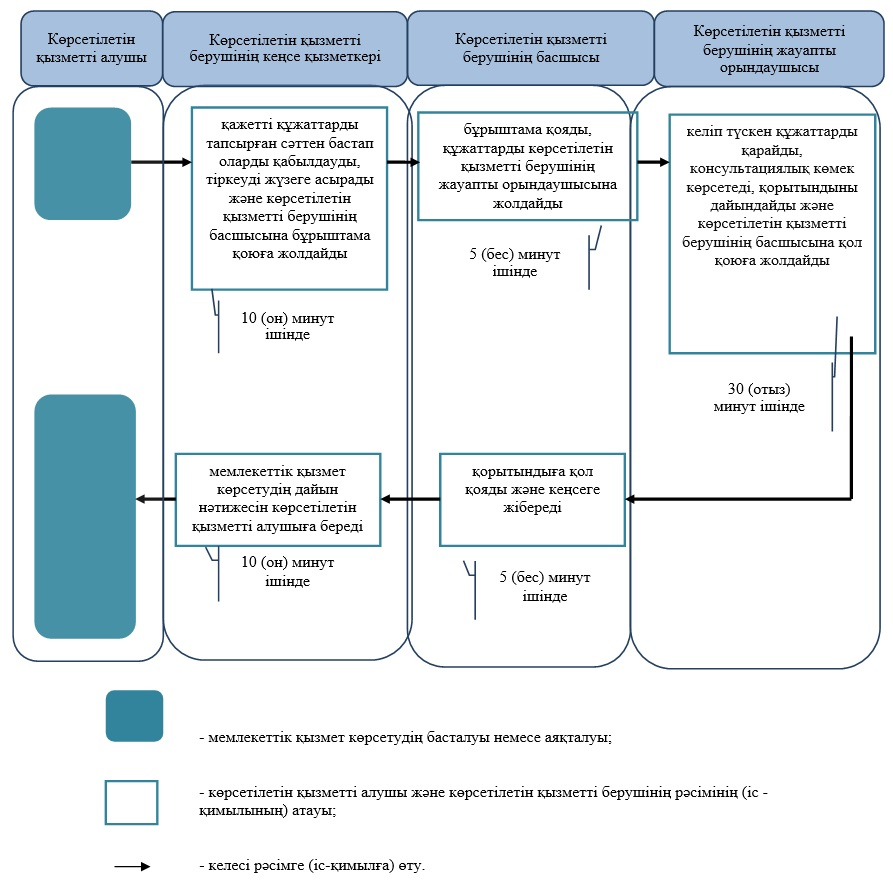 Көрсетілетін
қызметті алушы
Көрсетілетін қызметті
берушінің кеңсе қызметкері
Көрсетілетін қызметті
берушінің басшысы
Көрсетілетін қызметті
берушінің жауапты
орындаушысы
қажетті құжаттарды
тапсырған сәттен бастап
оларды қабылдауды,
тіркеуді жүзеге асырады
және көрсетілетін
қызметті берушінің
басшысына бұрыштама
қоюға жолдайды
10 (он) минут
ішінде
бұрыштама қояды,
құжаттарды көрсетілетін
қызметті берушінің
жауапты орындаушысына
жолдайды
5 (бес) минут
ішінде
келіп түскен құжаттарды
қарайды,
консультациялық көмек
көрсетеді, қорытындыны
дайындайды және
көрсетілетін қызметті
берушінің басшысына қол
қоюға жолдайды
30 (отыз)
минут ішінде
мемлекеттік қызмет
көрсетудің дайын
нәтижесін көрсетілетін
қызметті алушыға береді
10 (он) минут
ішінде
қорытындыға қол
қояды және кеңсеге
жібереді
5 (бес) минут
ішінде
- мемлекеттік қызмет көрсетудің басталуы немесе аяқталуы;
- көрсетілетін қызметті алушы және көрсетілетін қызметті берушінің рәсімінің (іс -
қимылының) атауы;
- келесі рәсімге (іс-қимылға) өту.